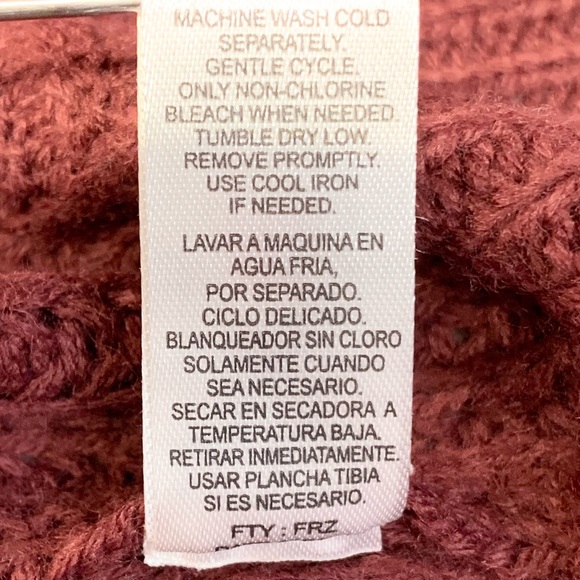 MACHINE WASH COLD
SEPARATELY.
GENTLE CYCLE.
ONLY NON-CHLORINE
BLEACH WHEN NEEDED.
TUMBLE DRY LOW.
REMOVE PROMPTLY.
USE COOL IRON
IF NEEDED.
LAVAR A MAQUINA EN
AGUA FRIA,
POR SEPARADO.
CICLO DELICADO.
BLANQUEADOR SIN CLORO
SOLAMENTE CUANDO
SEA NECESARIO.
SECAR EN SECADORA A
TEMPERATURA BAJA.
RETIRAR INMEDIATAMENTE.
USAR PLANCHA TIBIA
SI ES NECESARIO.
FTY : FRZ